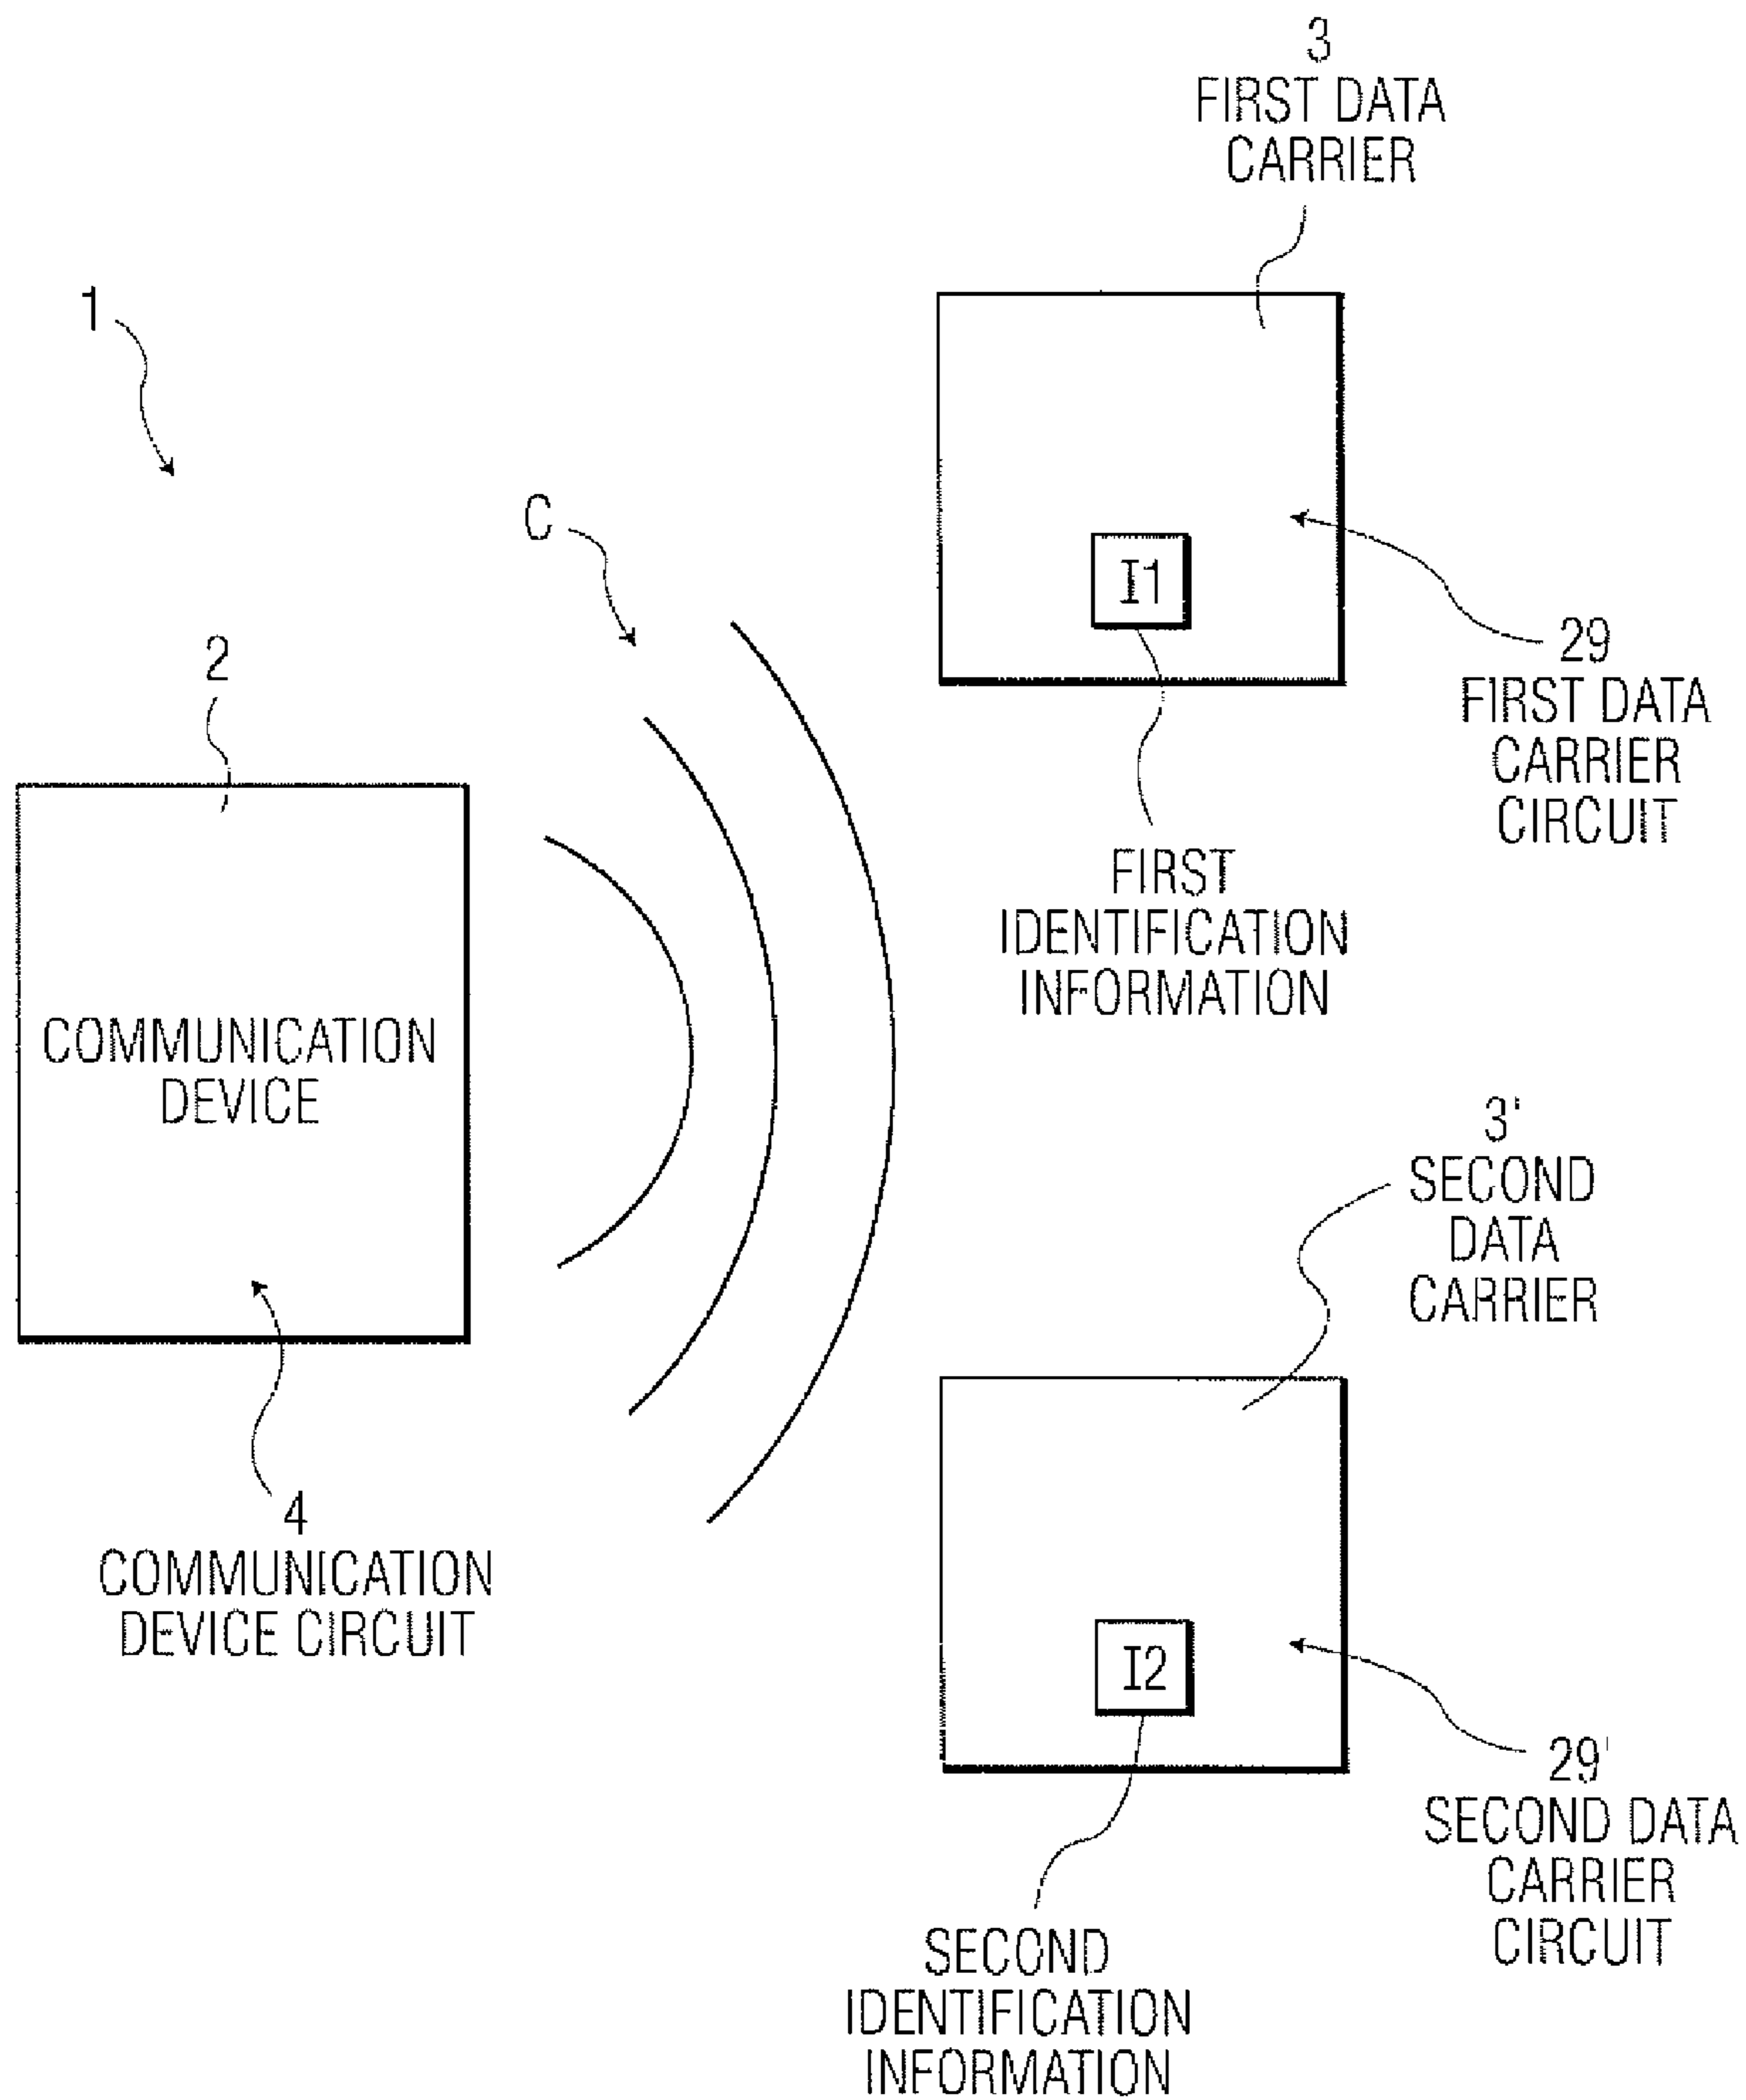 3
FIRST DATA
CARRIER
1
C
I1
29
FIRST DATA
CARRIER
CIRCUIT
2
FIRST
IDENTIFICATION
INFORMATION
COMMUNICATION
DEVICE
3'
SECOND
DATA
CARRIER
4
COMMUNICATION
DEVICE CIRCUIT
I2
29'
SECOND DATA
CARRIER
CIRCUIT
SECOND
IDENTIFICATION
INFORMATION